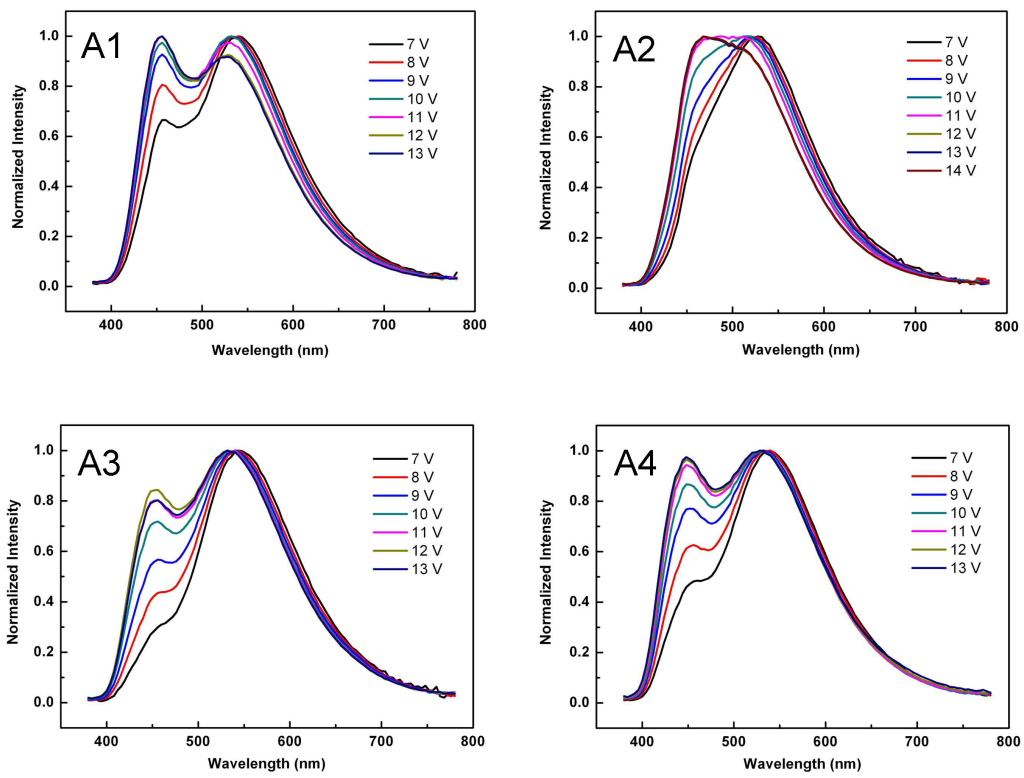 A1
Normalized Intensity
1.0
0.8
0.6
0.4
0.2
0.0
7 V
8 V
9 V
10 V
11 V
12 V
13 V
400 500 600 700 800
Wavelength (nm)
A2
Normalized Intensity
1.0
0.8
0.6
0.4
0.2
0.0
7 V
8 V
9 V
10 V
11 V
12 V
13 V
14 V
400 500 600 700 800
Wavelength (nm)
A3
Normalized Intensity
1.0
0.8
0.6
0.4
0.2
0.0
7 V
8 V
9 V
10 V
11 V
12 V
13 V
400 500 600 700 800
Wavelength (nm)
A4
Normalized Intensity
1.0
0.8
0.6
0.4
0.2
0.0
7 V
8 V
9 V
10 V
11 V
12 V
13 V
400 500 600 700 800
Wavelength (nm)